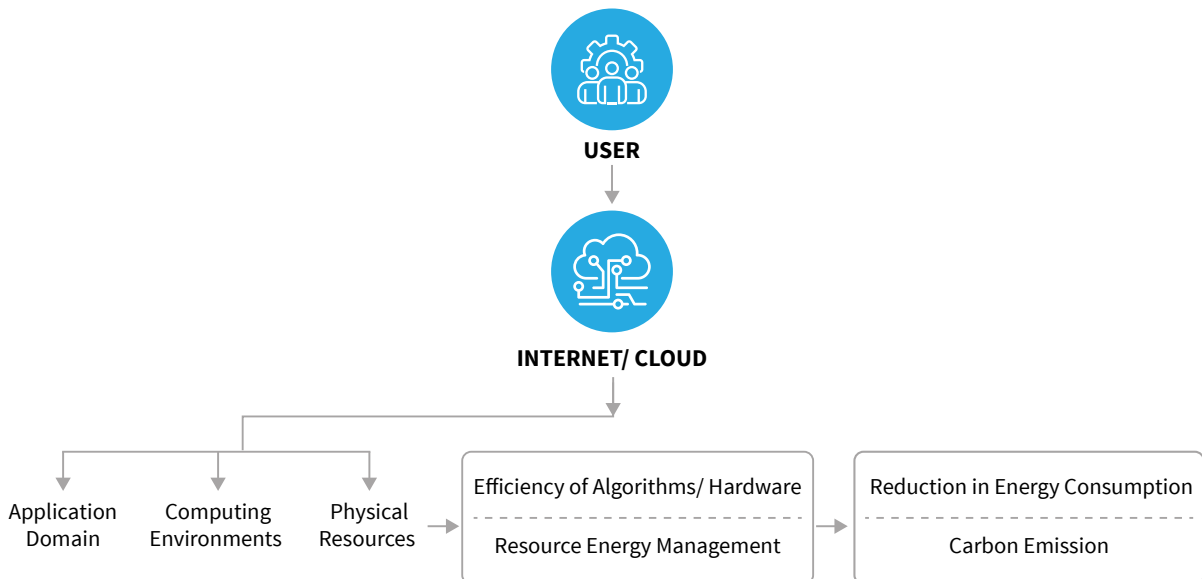 USER
INTERNET/ CLOUD
Application
Domain
Computing
Environments
Physical
Resources
Efficiency of Algorithms/ Hardware
Resource Energy Management
Reduction in Energy Consumption
Carbon Emission